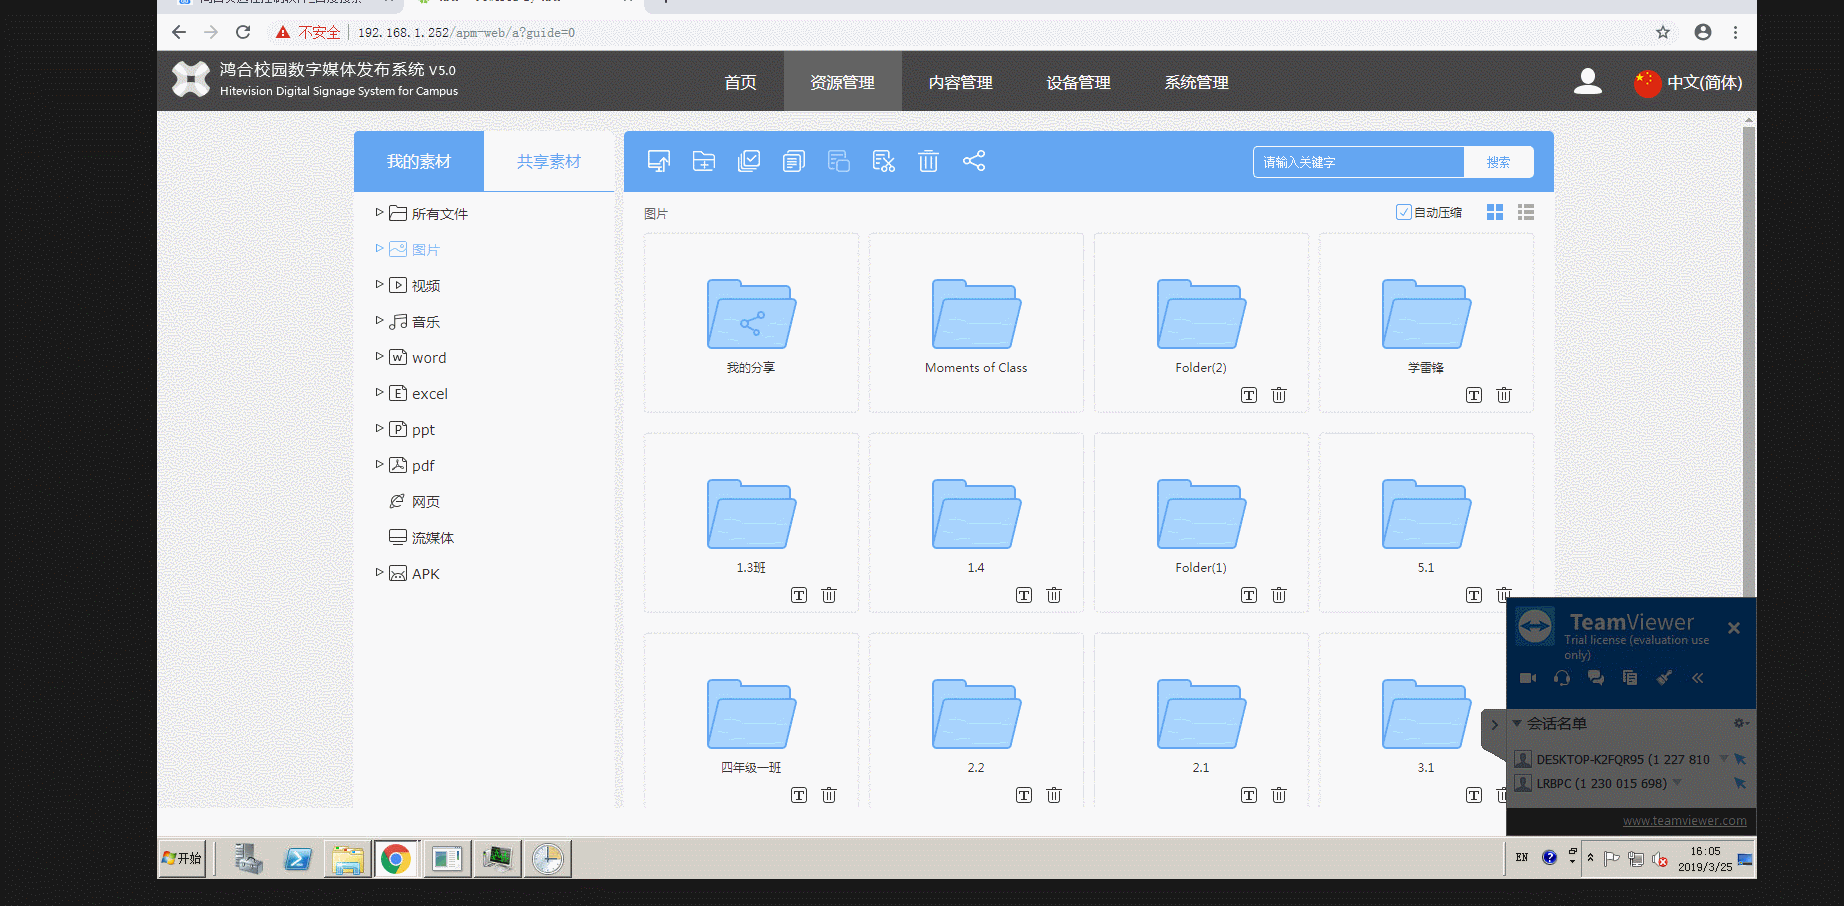 不安全 192.168.1.252/apm-web/a?guide=0
鸿合校园数字媒体发布系统 V5.0
Hitevision Digital Signage System for Campus
首页 资源管理 内容管理 设备管理 系统管理 中文(简体)
我的素材 共享素材
请输入关键字 搜索
所有文件
图片
视频
音乐
word
excel
ppt
pdf
网页
流媒体
APK
图片 自动压缩
我的分享 Moments of Class Folder(2) 学雷锋
1.3班 1.4 Folder(1) 5.1
四年级一班 2.2 2.1 3.1
TeamViewer
Trial license (evaluation use
only)
会话名单
DESKTOP-K2FQR95 (1 227 810
LRBPC (1 230 015 698)
www.teamviewer.com
开始
EN
16:05
2019/3/25